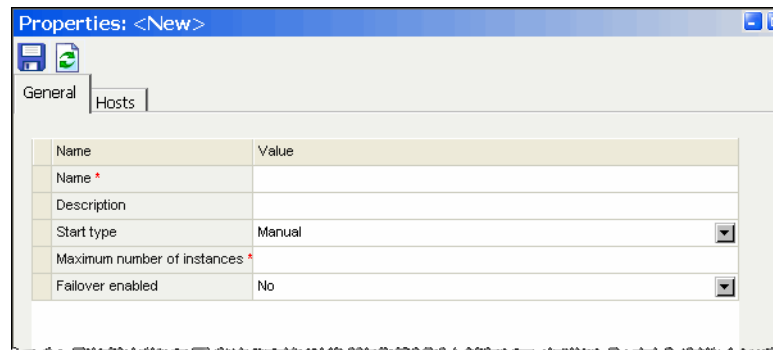 Properties: <New>
General
Hosts
Name Value
Name *
Description
Start type Manual
Maximum number of instances *
Failover enabled No